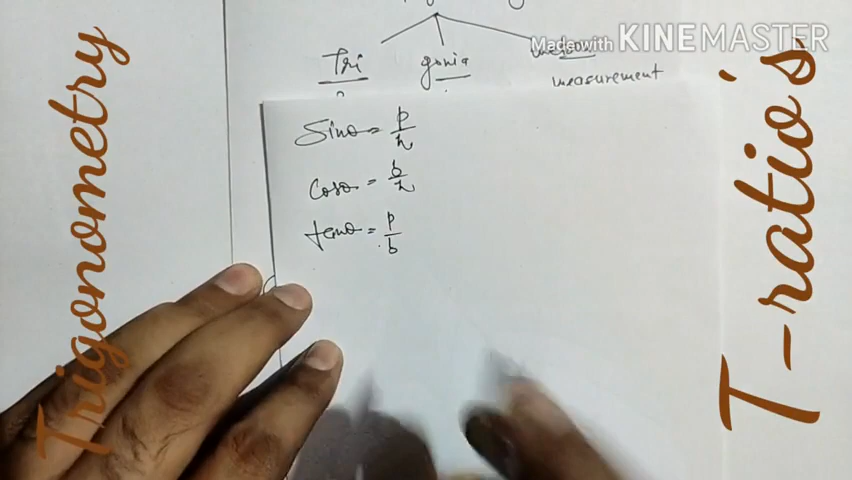 Made with KINEMASTER
Tri gonia
measurement
Sinθ = p/h
Cosθ = b/h
tanθ = p/b
Trigonometry
T-ratio's